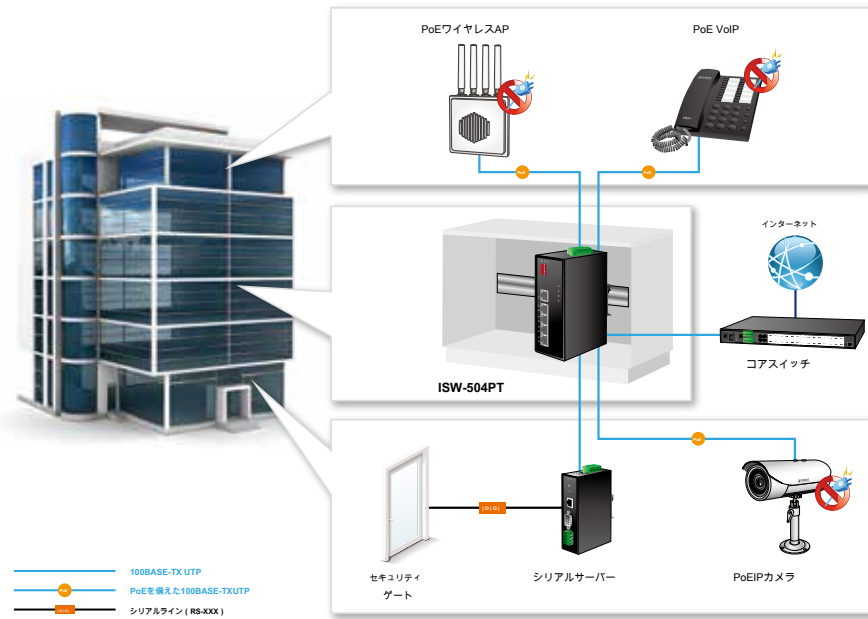 PoEワイヤレスAP
PoE VoIP
PoE
PoE
インターネット
コアスイッチ
ISW-504PT
PoE
セキュリティ
ゲート
シリアルサーバー
PoEIPカメラ
100BASE-TX UTP
PoE
PoEを備えた100BASE-TXUTP
シリアルライン ( RS-XXX )